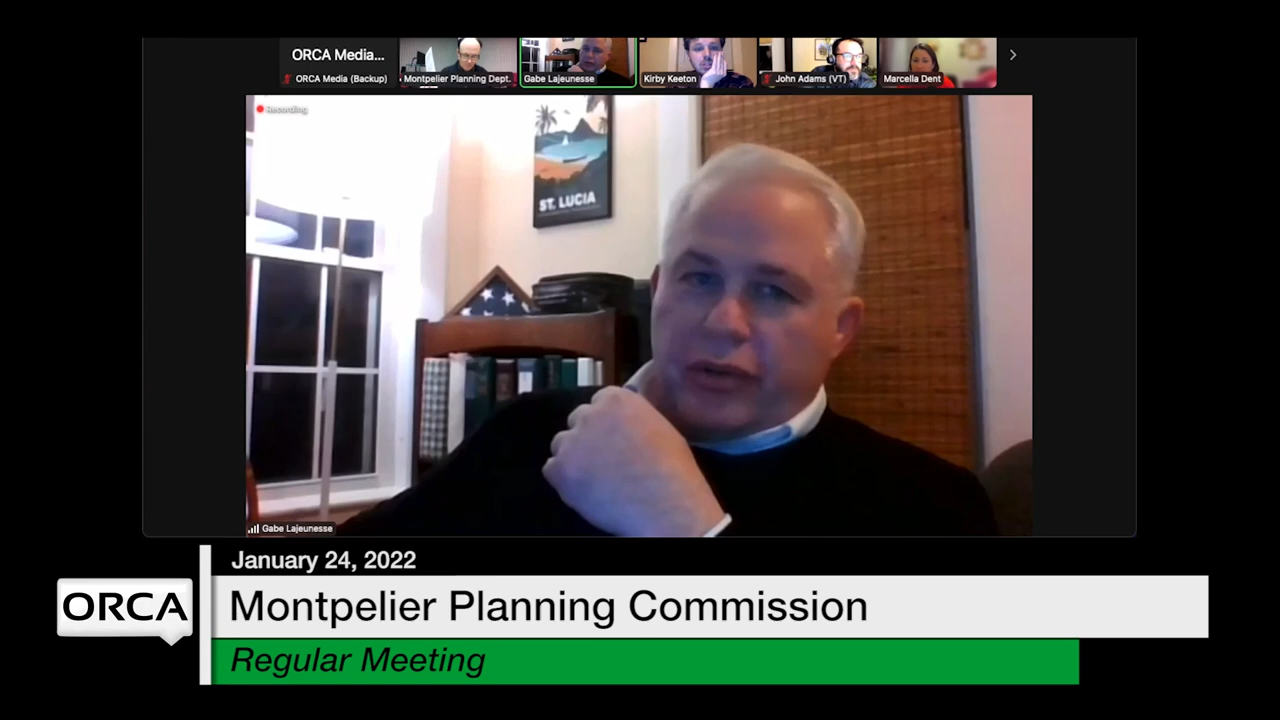 ORCA Media...
ORCA Media (Backup)
Montpelier Planning Dept.
Gabe Lajeunesse
Kirby Keeton
John Adams (VT)
Marcella Dent
Recording
ST. LUCIA
Gabe Lajeunesse
January 24, 2022
ORCA
Montpelier Planning Commission
Regular Meeting